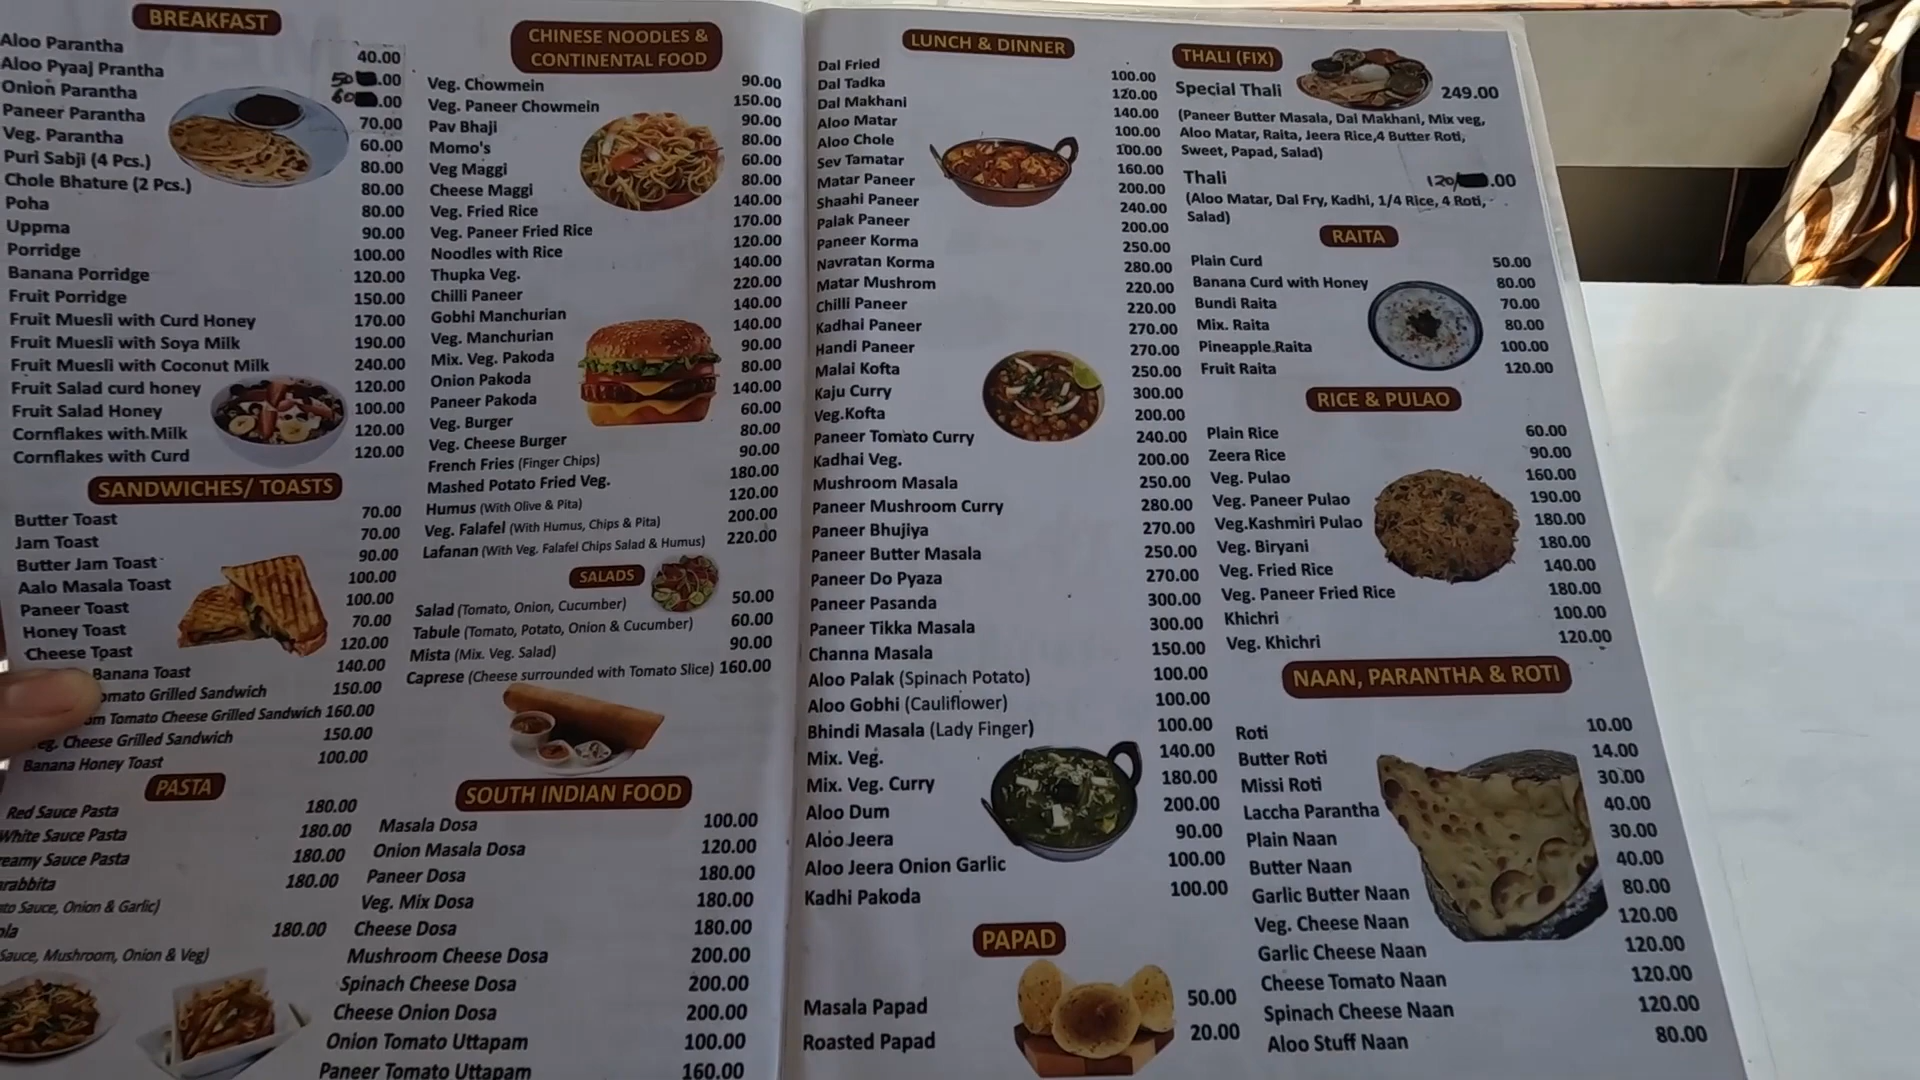 BREAKFAST
Aloo Parantha 40.00
Aloo Pyaaj Prantha 50.00
Onion Parantha 60.00
Paneer Parantha 70.00
Veg. Parantha 60.00
Puri Sabji (4 Pcs.) 80.00
Chole Bhature (2 Pcs.) 80.00
Poha 80.00
Uppma 90.00
Porridge 100.00
Banana Porridge 120.00
Fruit Porridge 150.00
Fruit Muesli with Curd Honey 170.00
Fruit Muesli with Soya Milk 190.00
Fruit Muesli with Coconut Milk 240.00
Fruit Salad curd honey 120.00
Fruit Salad Honey 100.00
Cornflakes with Milk 120.00
Cornflakes with Curd 120.00
SANDWICHES/ TOASTS
Butter Toast 70.00
Jam Toast 70.00
Butter Jam Toast 90.00
Aalo Masala Toast 100.00
Paneer Toast 100.00
Honey Toast 70.00
Cheese Toast 120.00
Banana Toast 140.00
omato Grilled Sandwich 150.00
om Tomato Cheese Grilled Sandwich 160.00
eg. Cheese Grilled Sandwich 150.00
Banana Honey Toast 100.00
PASTA
Red Sauce Pasta 180.00
White Sauce Pasta 180.00
reamy Sauce Pasta 180.00
rabbita 180.00
to Sauce, Onion & Garlic)
ola 180.00
Sauce, Mushroom, Onion & Veg)
CHINESE NOODLES &
CONTINENTAL FOOD
Veg. Chowmein 90.00
Veg. Paneer Chowmein 150.00
Pav Bhaji 90.00
Momo's 80.00
Veg Maggi 60.00
Cheese Maggi 80.00
Veg. Fried Rice 140.00
Veg. Paneer Fried Rice 170.00
Noodles with Rice 120.00
Thupka Veg. 140.00
Chilli Paneer 220.00
Gobhi Manchurian 140.00
Veg. Manchurian 140.00
Mix. Veg. Pakoda 90.00
Onion Pakoda 80.00
Paneer Pakoda 140.00
Veg. Burger 60.00
Veg. Cheese Burger 80.00
French Fries (Finger Chips) 90.00
Mashed Potato Fried Veg. 180.00
Humus (With Olive & Pita) 120.00
Veg. Falafel (With Humus, Chips & Pita) 200.00
Lafanan (With Veg. Falafel Chips Salad & Humus) 220.00
SALADS
Salad (Tomato, Onion, Cucumber) 50.00
Tabule (Tomato, Potato, Onion & Cucumber) 60.00
Mista (Mix. Veg. Salad) 90.00
Caprese (Cheese surrounded with Tomato Slice) 160.00
SOUTH INDIAN FOOD
Masala Dosa 100.00
Onion Masala Dosa 120.00
Paneer Dosa 180.00
Veg. Mix Dosa 180.00
Cheese Dosa 180.00
Mushroom Cheese Dosa 200.00
Spinach Cheese Dosa 200.00
Cheese Onion Dosa 200.00
Onion Tomato Uttapam 100.00
Paneer Tomato Uttapam 160.00
LUNCH & DINNER
Dal Fried 100.00
Dal Tadka 120.00
Dal Makhani 140.00
Aloo Matar 100.00
Aloo Chole 100.00
Sev Tamatar 160.00
Matar Paneer 200.00
Shaahi Paneer 240.00
Palak Paneer 200.00
Paneer Korma 250.00
Navratan Korma 280.00
Matar Mushrom 220.00
Chilli Paneer 220.00
Kadhai Paneer 270.00
Handi Paneer 270.00
Malai Kofta 250.00
Kaju Curry 300.00
Veg.Kofta 200.00
Paneer Tomato Curry 240.00
Kadhai Veg. 200.00
Mushroom Masala 250.00
Paneer Mushroom Curry 280.00
Paneer Bhujiya 270.00
Paneer Butter Masala 250.00
Paneer Do Pyaza 270.00
Paneer Pasanda 300.00
Paneer Tikka Masala 300.00
Channa Masala 150.00
Aloo Palak (Spinach Potato) 100.00
Aloo Gobhi (Cauliflower) 100.00
Bhindi Masala (Lady Finger) 100.00
Mix. Veg. 140.00
Mix. Veg. Curry 180.00
Aloo Dum 200.00
Aloo Jeera 90.00
Aloo Jeera Onion Garlic 100.00
Kadhi Pakoda 100.00
PAPAD
Masala Papad 50.00
Roasted Papad 20.00
THALI (FIX)
Special Thali 249.00
(Paneer Butter Masala, Dal Makhani, Mix veg,
Aloo Matar, Raita, Jeera Rice,4 Butter Roti,
Sweet, Papad, Salad)
Thali 120/ .00
(Aloo Matar, Dal Fry, Kadhi, 1/4 Rice, 4 Roti,
Salad)
RAITA
Plain Curd 50.00
Banana Curd with Honey 80.00
Bundi Raita 70.00
Mix. Raita 80.00
Pineapple Raita 100.00
Fruit Raita 120.00
RICE & PULAO
Plain Rice 60.00
Zeera Rice 90.00
Veg. Pulao 160.00
Veg. Paneer Pulao 190.00
Veg.Kashmiri Pulao 180.00
Veg. Biryani 180.00
Veg. Fried Rice 140.00
Veg. Paneer Fried Rice 180.00
Khichri 100.00
Veg. Khichri 120.00
NAAN, PARANTHA & ROTI
Roti 10.00
Butter Roti 14.00
Missi Roti 30.00
Laccha Parantha 40.00
Plain Naan 30.00
Butter Naan 40.00
Garlic Butter Naan 80.00
Veg. Cheese Naan 120.00
Garlic Cheese Naan 120.00
Cheese Tomato Naan 120.00
Spinach Cheese Naan 120.00
Aloo Stuff Naan 80.00